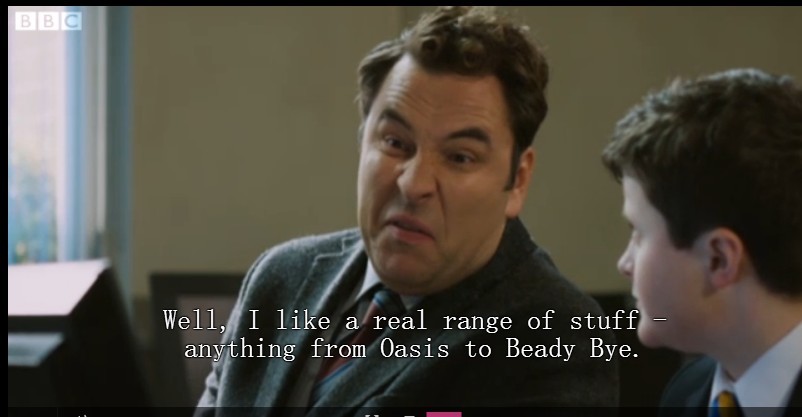 BBC
Well, I like a real range of stuff -
anything from Oasis to Beady Bye.